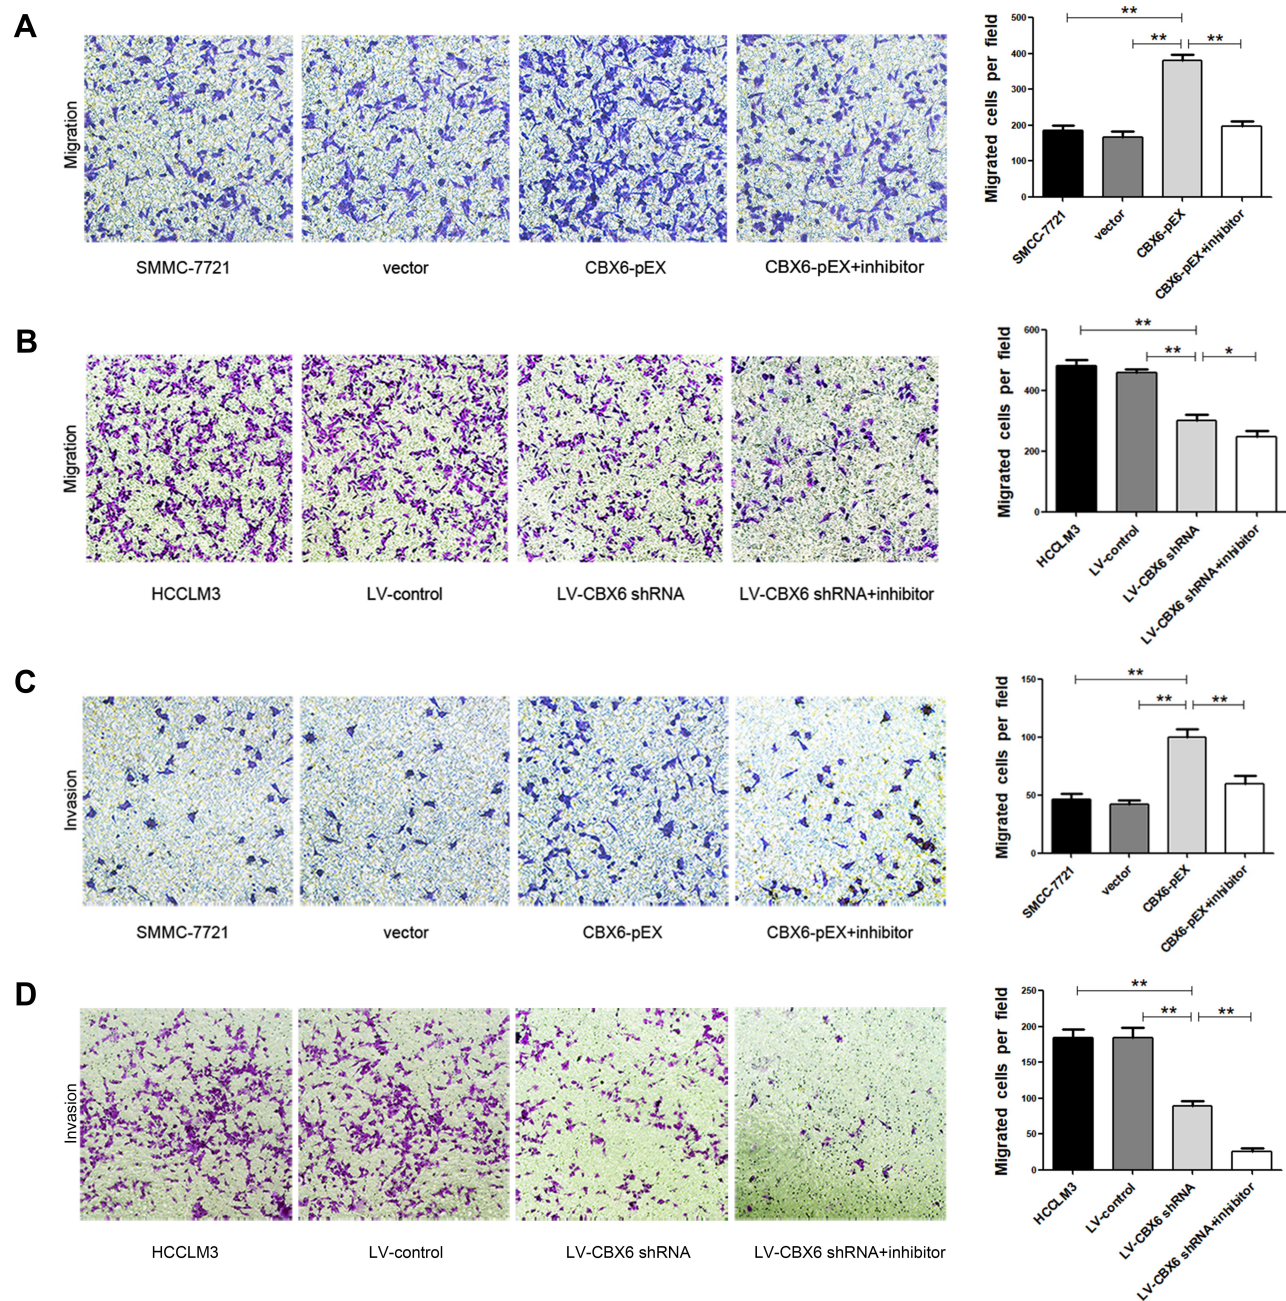 A
Migration
SMMC-7721
vector
CBX6-pEX
CBX6-pEX+inhibitor
Migrated cells per field
500
400
300
200
100
0
**
** **
SMCC-7721
vector
CBX6-pEX
CBX6-pEX+inhibitor
B
Migration
HCCLM3
LV-control
LV-CBX6 shRNA
LV-CBX6 shRNA+inhibitor
Migrated cells per field
600
400
200
0
**
** *
HCCLM3
LV-control
LV-CBX6 shRNA
LV-CBX6 shRNA+inhibitor
C
Invasion
SMMC-7721
vector
CBX6-pEX
CBX6-pEX+inhibitor
Migrated cells per field
150
100
50
0
**
** **
SMCC-7721
vector
CBX6-pEX
CBX6-pEX+inhibitor
D
Invasion
HCCLM3
LV-control
LV-CBX6 shRNA
LV-CBX6 shRNA+inhibitor
Migrated cells per field
250
200
150
100
50
0
**
** **
HCCLM3
LV-control
LV-CBX6 shRNA
LV-CBX6 shRNA+inhibitor